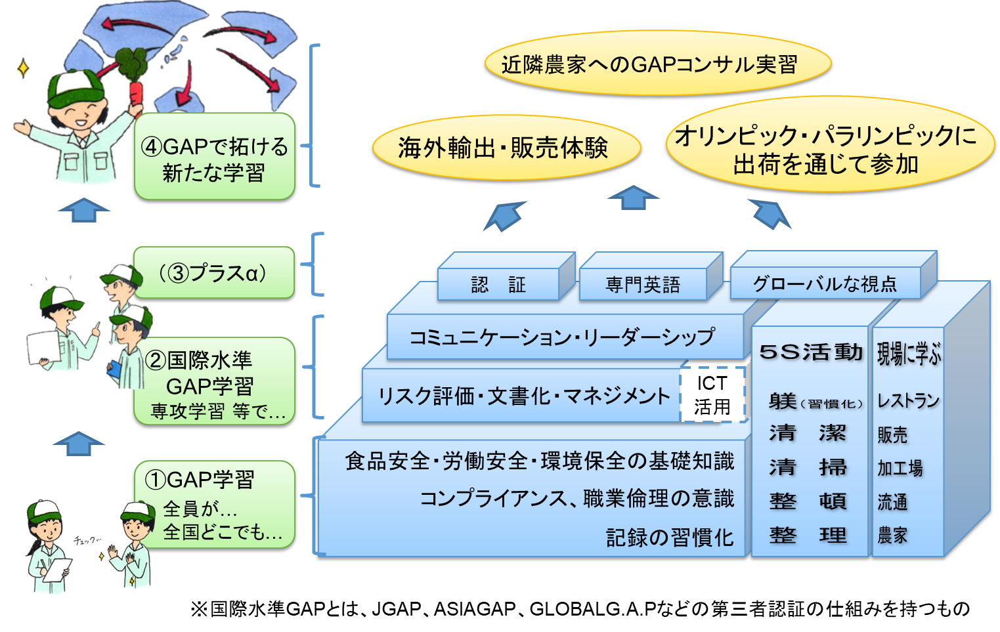 近隣農家へのGAPコンサル実習
海外輸出・販売体験
オリンピック・パラリンピックに
出荷を通じて参加
④GAPで拓ける
新たな学習
（③プラスα）
認　証
専門英語
グローバルな視点
②国際水準
GAP学習
専攻学習 等で…
コミュニケーション・リーダーシップ
リスク評価・文書化・マネジメント
ICT
活用
①GAP学習
全員が…
全国どこでも…
チェック…
食品安全・労働安全・環境保全の基礎知識
コンプライアンス、職業倫理の意識
記録の習慣化
5S活動
躾（習慣化）
清　潔
清　掃
整　頓
整　理
現場に学ぶ
レストラン
販売
加工場
流通
農家
※国際水準GAPとは、JGAP、ASIAGAP、GLOBALG.A.Pなどの第三者認証の仕組みを持つもの